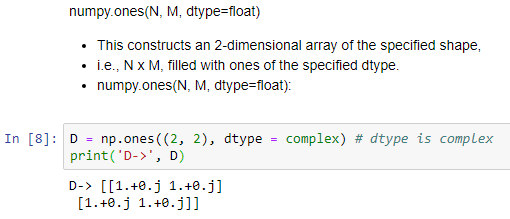 numpy.ones(N, M, dtype=float)
• This constructs an 2-dimensional array of the specified shape,
• i.e., N x M, filled with ones of the specified dtype.
• numpy.ones(N, M, dtype=float):
In [8]: D = np.ones((2, 2), dtype = complex) # dtype is complex
print('D->', D)
D-> [[1.+0.j 1.+0.j]
[1.+0.j 1.+0.j]]